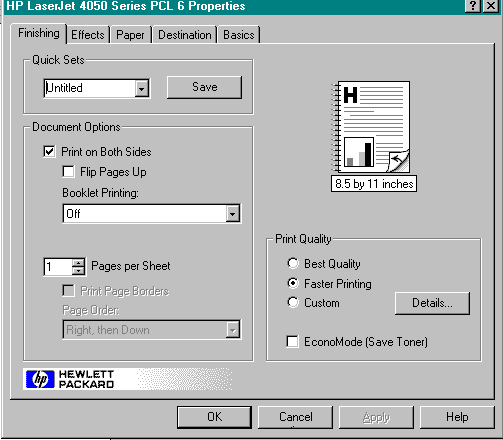 HP LaserJet 4050 Series PCL 6 Properties
Finishing Effects Paper Destination Basics
Quick Sets
Untitled Save
Document Options
Print on Both Sides
Flip Pages Up
Booklet Printing:
Off
1 Pages per Sheet
Print Page Borders
Page Order:
Right, then Down
H
8.5 by 11 inches
Print Quality
Best Quality
Faster Printing
Custom Details...
EconoMode (Save Toner)
hp HEWLETT
PACKARD
OK Cancel Apply Help